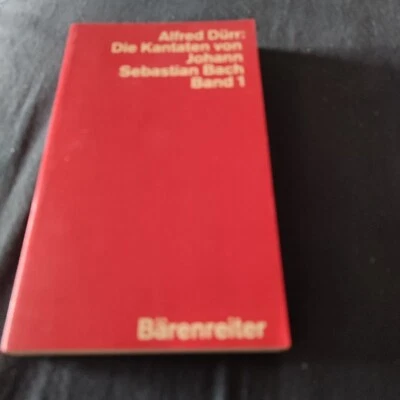 Alfred Dürr:
Die Kantaten von
Johann
Sebastian Bach
Band 1
Bärenreiter